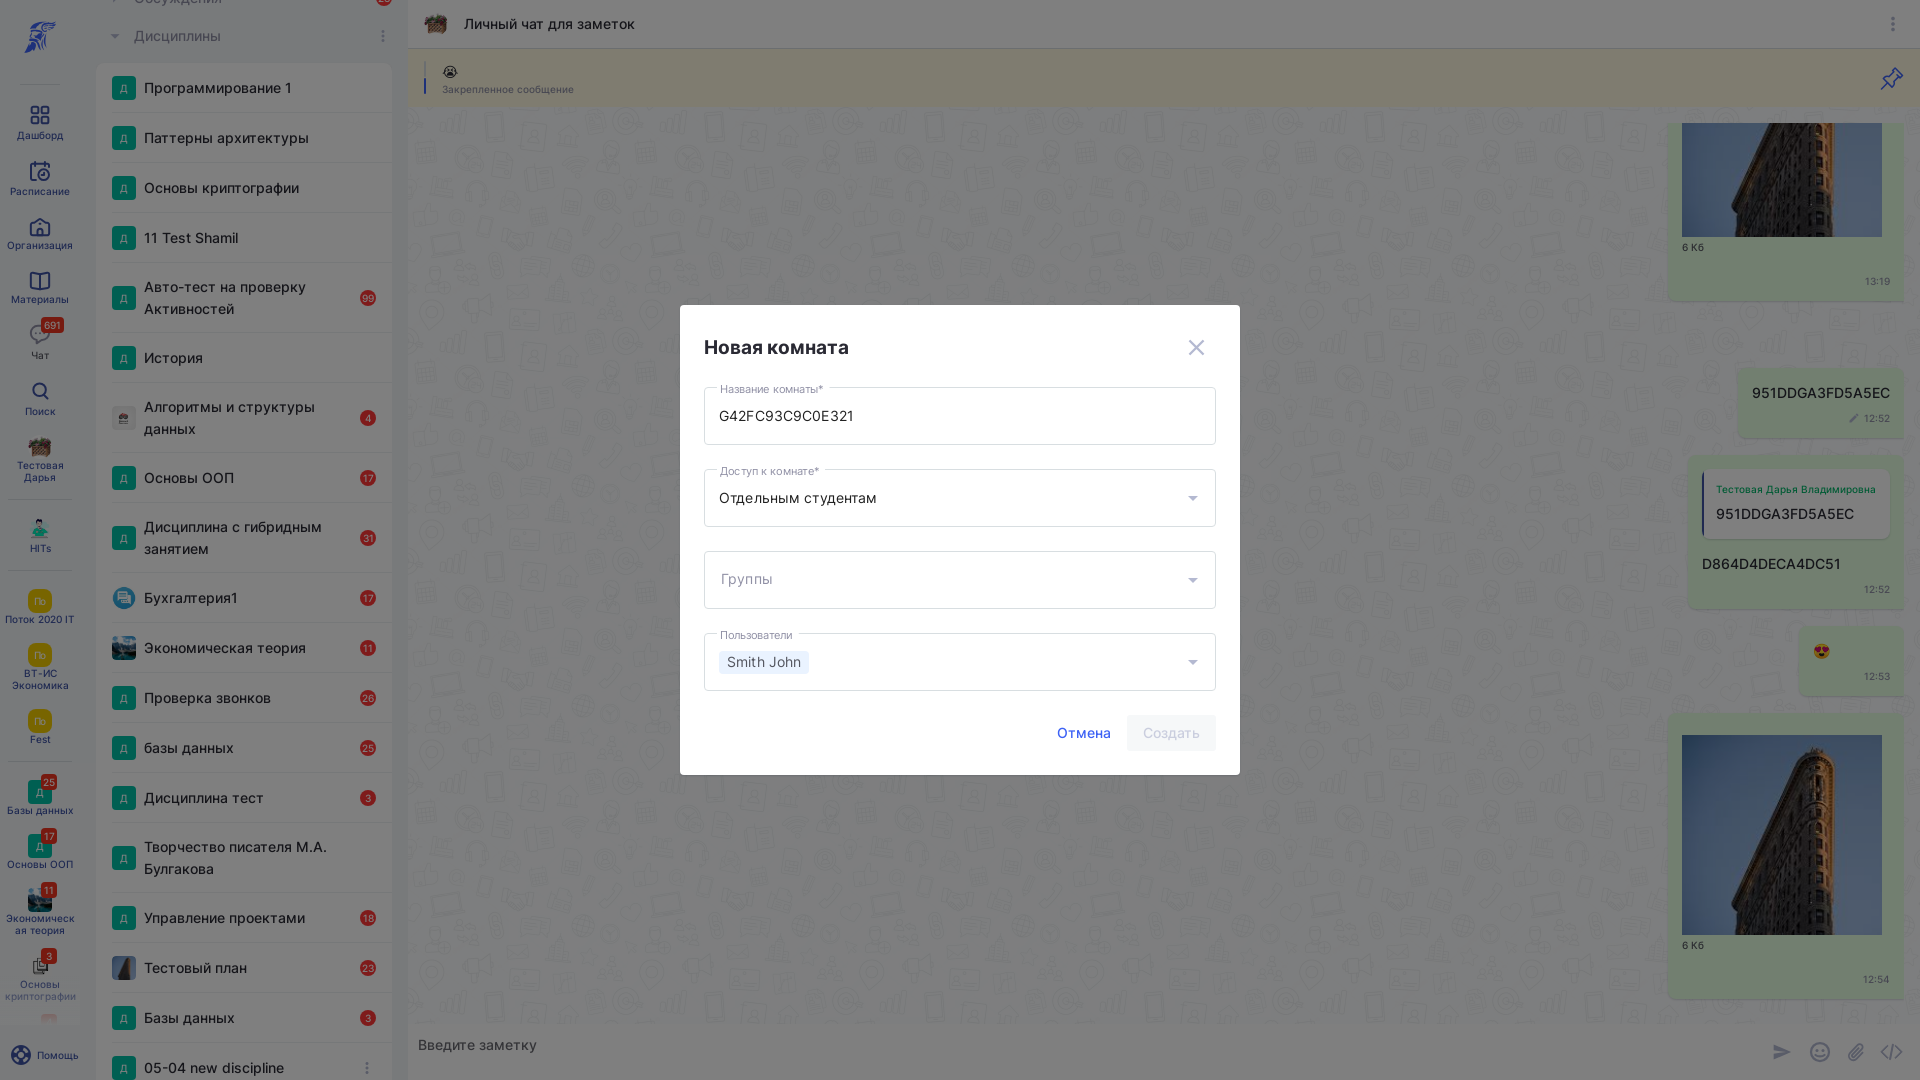 Обсуждения
Дисциплины
Дашборд
Расписание
Организация
Материалы
691
Чат
Поиск
Тестовая
Дарья
HITs
По
Поток 2020 IT
По
ВТ-ИС
Экономика
По
Fest
25
Д
Базы данных
17
Д
Основы ООП
11
Экономическ
ая теория
3
Основы
криптографии
Помощь
Д
Программирование 1
Д
Паттерны архитектуры
Д
Основы криптографии
Д
11 Test Shamil
Д
Авто-тест на проверку
Активностей
99
Д
История
Алгоритмы и структуры
данных
4
Д
Основы ООП
17
Д
Дисциплина с гибридным
занятием
31
Бухгалтерия1
17
Экономическая теория
11
Д
Проверка звонков
26
Д
базы данных
25
Д
Дисциплина тест
3
Д
Творчество писателя М.А.
Булгакова
Д
Управление проектами
18
Тестовый план
23
Д
Базы данных
3
Д
05-04 new discipline
Личный чат для заметок
Закрепленное сообщение
6 Кб
13:19
951DDGA3FD5A5EC
12:52
Тестовая Дарья Владимировна
951DDGA3FD5A5EC
D864D4DECA4DC51
12:52
12:53
6 Кб
12:54
Введите заметку
Новая комната
Название комнаты*
G42FC93C9C0E321
Доступ к комнате*
Отдельным студентам
Группы
Пользователи
Smith John
Отмена
Создать